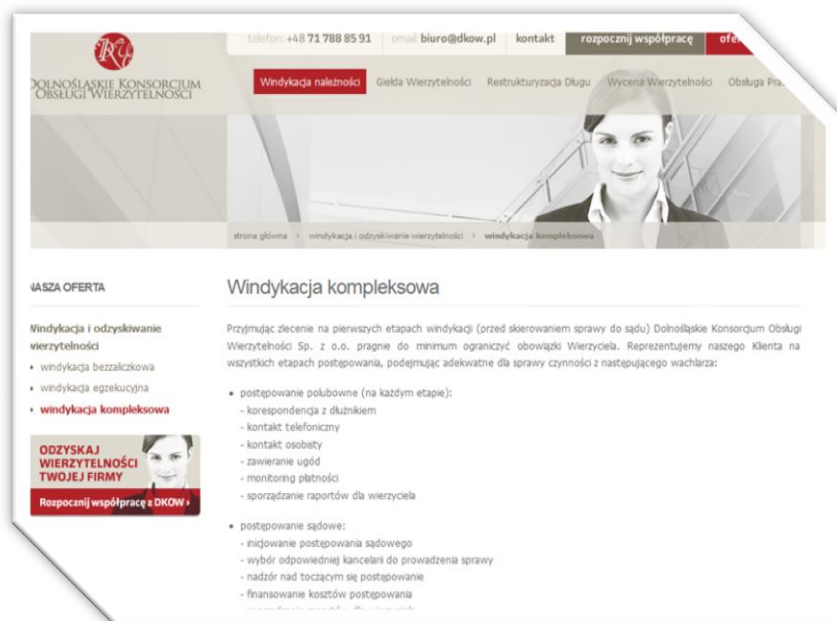 telefon: +48 71 788 85 91
email: biuro@dkow.pl
kontakt
rozpocznij współpracę
DOLNOŚLĄSKIE KONSORCJUM
OBSŁUGI WIERZYTELNOŚCI
Windykacja należności
Giełda Wierzytelności
Restrukturyzacja Długu
Wycena Wierzytelności
Obsługa
strona główna › windykacja i odzyskiwanie wierzytelności › windykacja kompleksowa
NASZA OFERTA
Windykacja i odzyskiwanie
wierzytelności
windykacja bezzaliczkowa
windykacja egzekucyjna
windykacja kompleksowa
ODZYSKAJ
WIERZYTELNOŚCI
TWOJEJ FIRMY
Rozpocznij współpracę z DKOW ›
Windykacja kompleksowa
Przyjmując zlecenie na pierwszych etapach windykacji (przed skierowaniem sprawy do sądu) Dolnośląskie Konsorcjum Obsługi
Wierzytelności Sp. z o.o. pragnie do minimum ograniczyć obowiązki Wierzyciela. Reprezentujemy naszego Klienta na
wszystkich etapach postępowania, podejmując adekwatne dla sprawy czynności z następującego wachlarza:
• postępowanie polubowne (na każdym etapie):
- korespondencja z dłużnikiem
- kontakt telefoniczny
- kontakt osobisty
- zawieranie ugód
- monitoring płatności
- sporządzanie raportów dla wierzyciela
• postępowanie sądowe:
- inicjowanie postępowania sądowego
- wybór odpowiedniej kancelarii do prowadzenia sprawy
- nadzór nad toczącym się postępowanie
- finansowanie kosztów postępowania